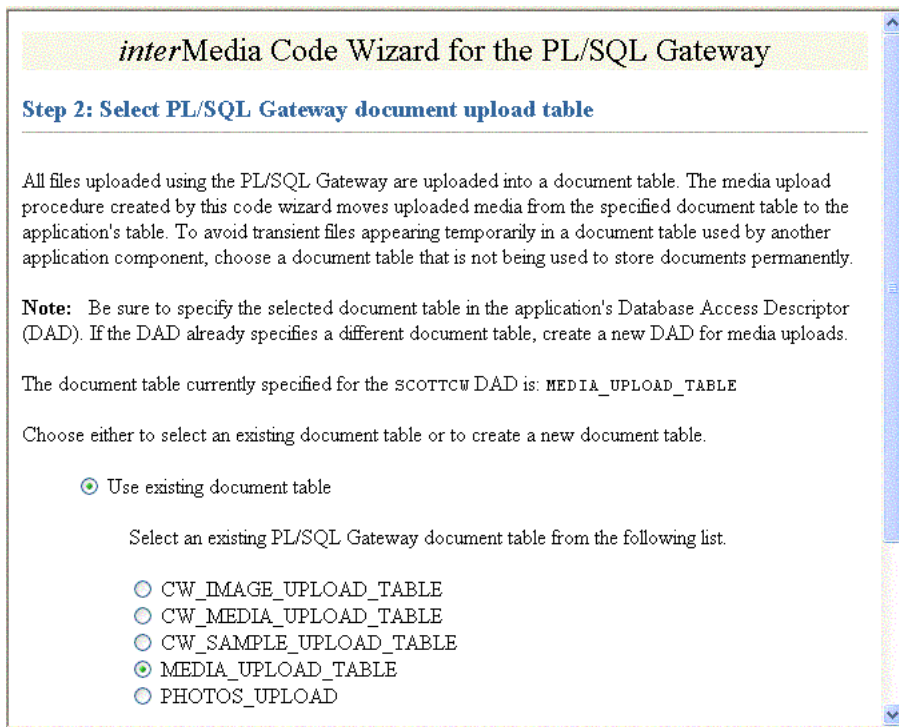 interMedia Code Wizard for the PL/SQL Gateway
Step 2: Select PL/SQL Gateway document upload table
All files uploaded using the PL/SQL Gateway are uploaded into a document table. The media upload
procedure created by this code wizard moves uploaded media from the specified document table to the
application's table. To avoid transient files appearing temporarily in a document table used by another
application component, choose a document table that is not being used to store documents permanently.
Note: Be sure to specify the selected document table in the application's Database Access Descriptor
(DAD). If the DAD already specifies a different document table, create a new DAD for media uploads.
The document table currently specified for the SCOTTCW DAD is: MEDIA_UPLOAD_TABLE
Choose either to select an existing document table or to create a new document table.
Use existing document table
Select an existing PL/SQL Gateway document table from the following list.
CW_IMAGE_UPLOAD_TABLE
CW_MEDIA_UPLOAD_TABLE
CW_SAMPLE_UPLOAD_TABLE
MEDIA_UPLOAD_TABLE
PHOTOS_UPLOAD